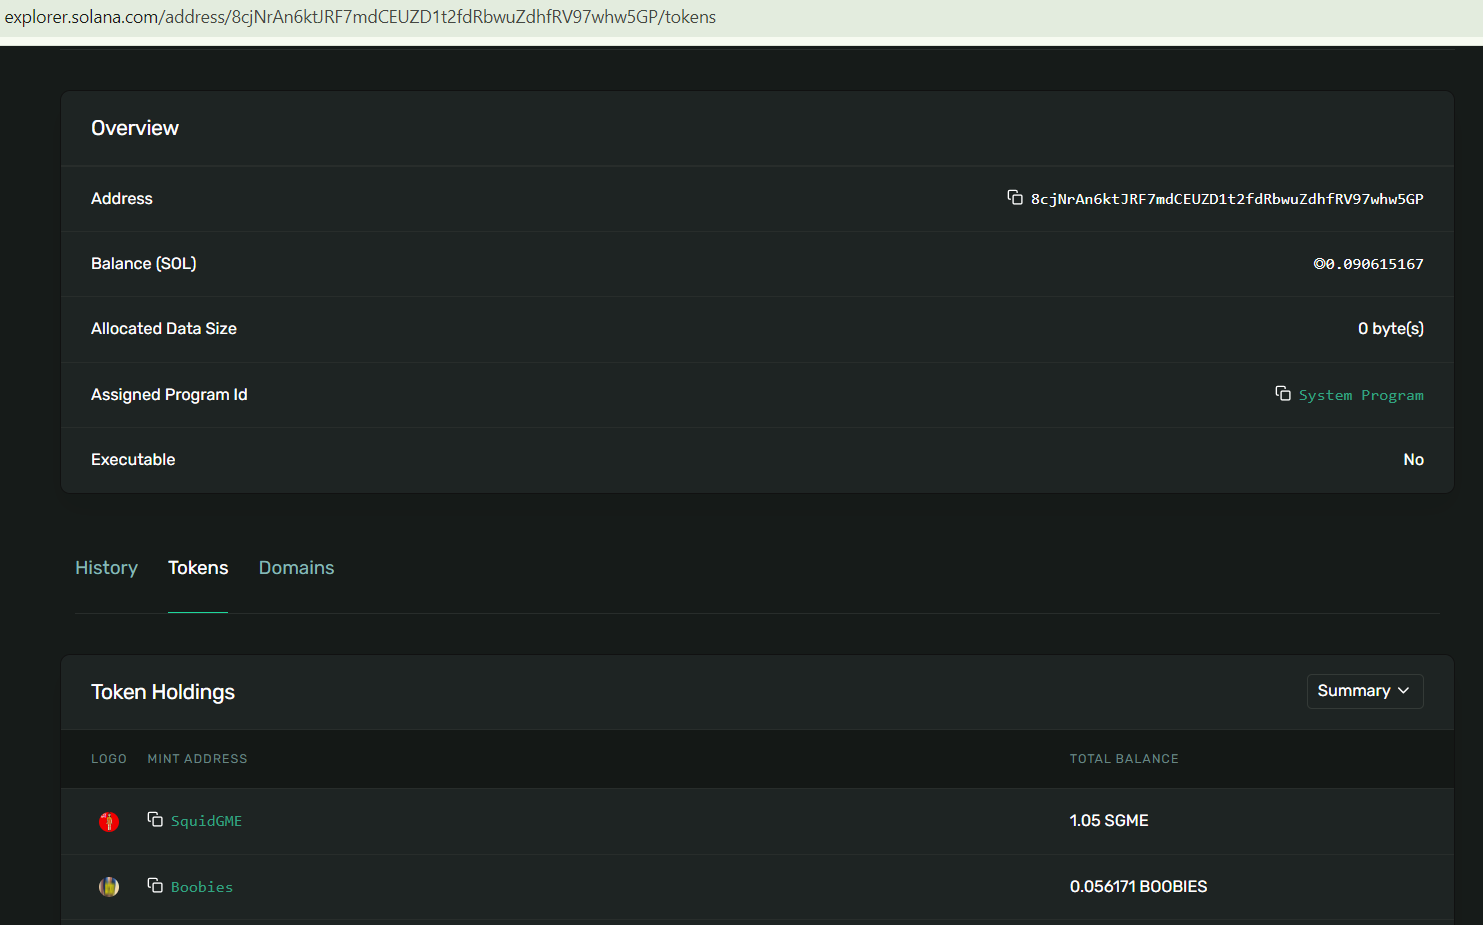 explorer.solana.com/address/8cjNrAn6ktJRF7mdCEUZD1t2fdRbwuZdhfRV97whw5GP/tokens
Overview
Address 8cjNrAn6ktJRF7mdCEUZD1t2fdRbwuZdhfRV97whw5GP
Balance (SOL) ◎0.090615167
Allocated Data Size 0 byte(s)
Assigned Program Id System Program
Executable No
History Tokens Domains
Token Holdings Summary
LOGO MINT ADDRESS TOTAL BALANCE
SquidGME 1.05 SGME
Boobies 0.056171 BOOBIES